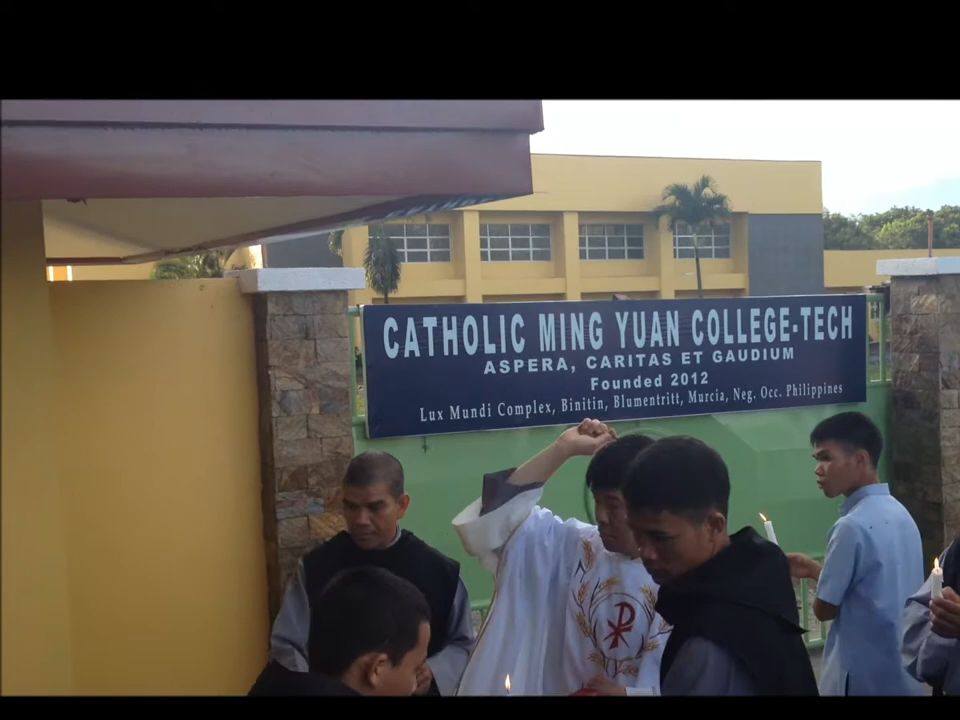 CATHOLIC MING YUAN COLLEGE-TECH
ASPERA, CARITAS ET GAUDIUM
Founded 2012
Lux Mundi Complex, Binitin, Blumentritt, Murcia, Neg. Occ. Philippines